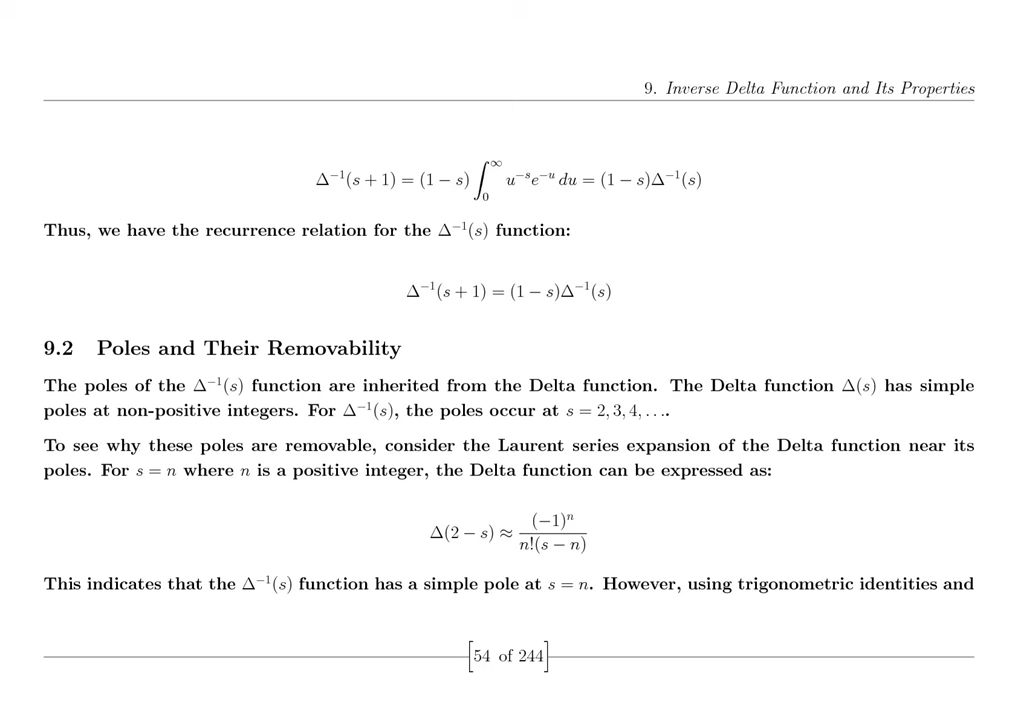 9. Inverse Delta Function and Its Properties
Δ⁻¹(s + 1) = (1 − s) ∫₀^∞ u⁻ˢe⁻ᵘ du = (1 − s)Δ⁻¹(s)
Thus, we have the recurrence relation for the Δ⁻¹(s) function:
Δ⁻¹(s + 1) = (1 − s)Δ⁻¹(s)
9.2 Poles and Their Removability
The poles of the Δ⁻¹(s) function are inherited from the Delta function. The Delta function Δ(s) has simple
poles at non-positive integers. For Δ⁻¹(s), the poles occur at s = 2, 3, 4, . . ..
To see why these poles are removable, consider the Laurent series expansion of the Delta function near its
poles. For s = n where n is a positive integer, the Delta function can be expressed as:
Δ(2 − s) ≈ (−1)ⁿ / n!(s − n)
This indicates that the Δ⁻¹(s) function has a simple pole at s = n. However, using trigonometric identities and
[54 of 244]